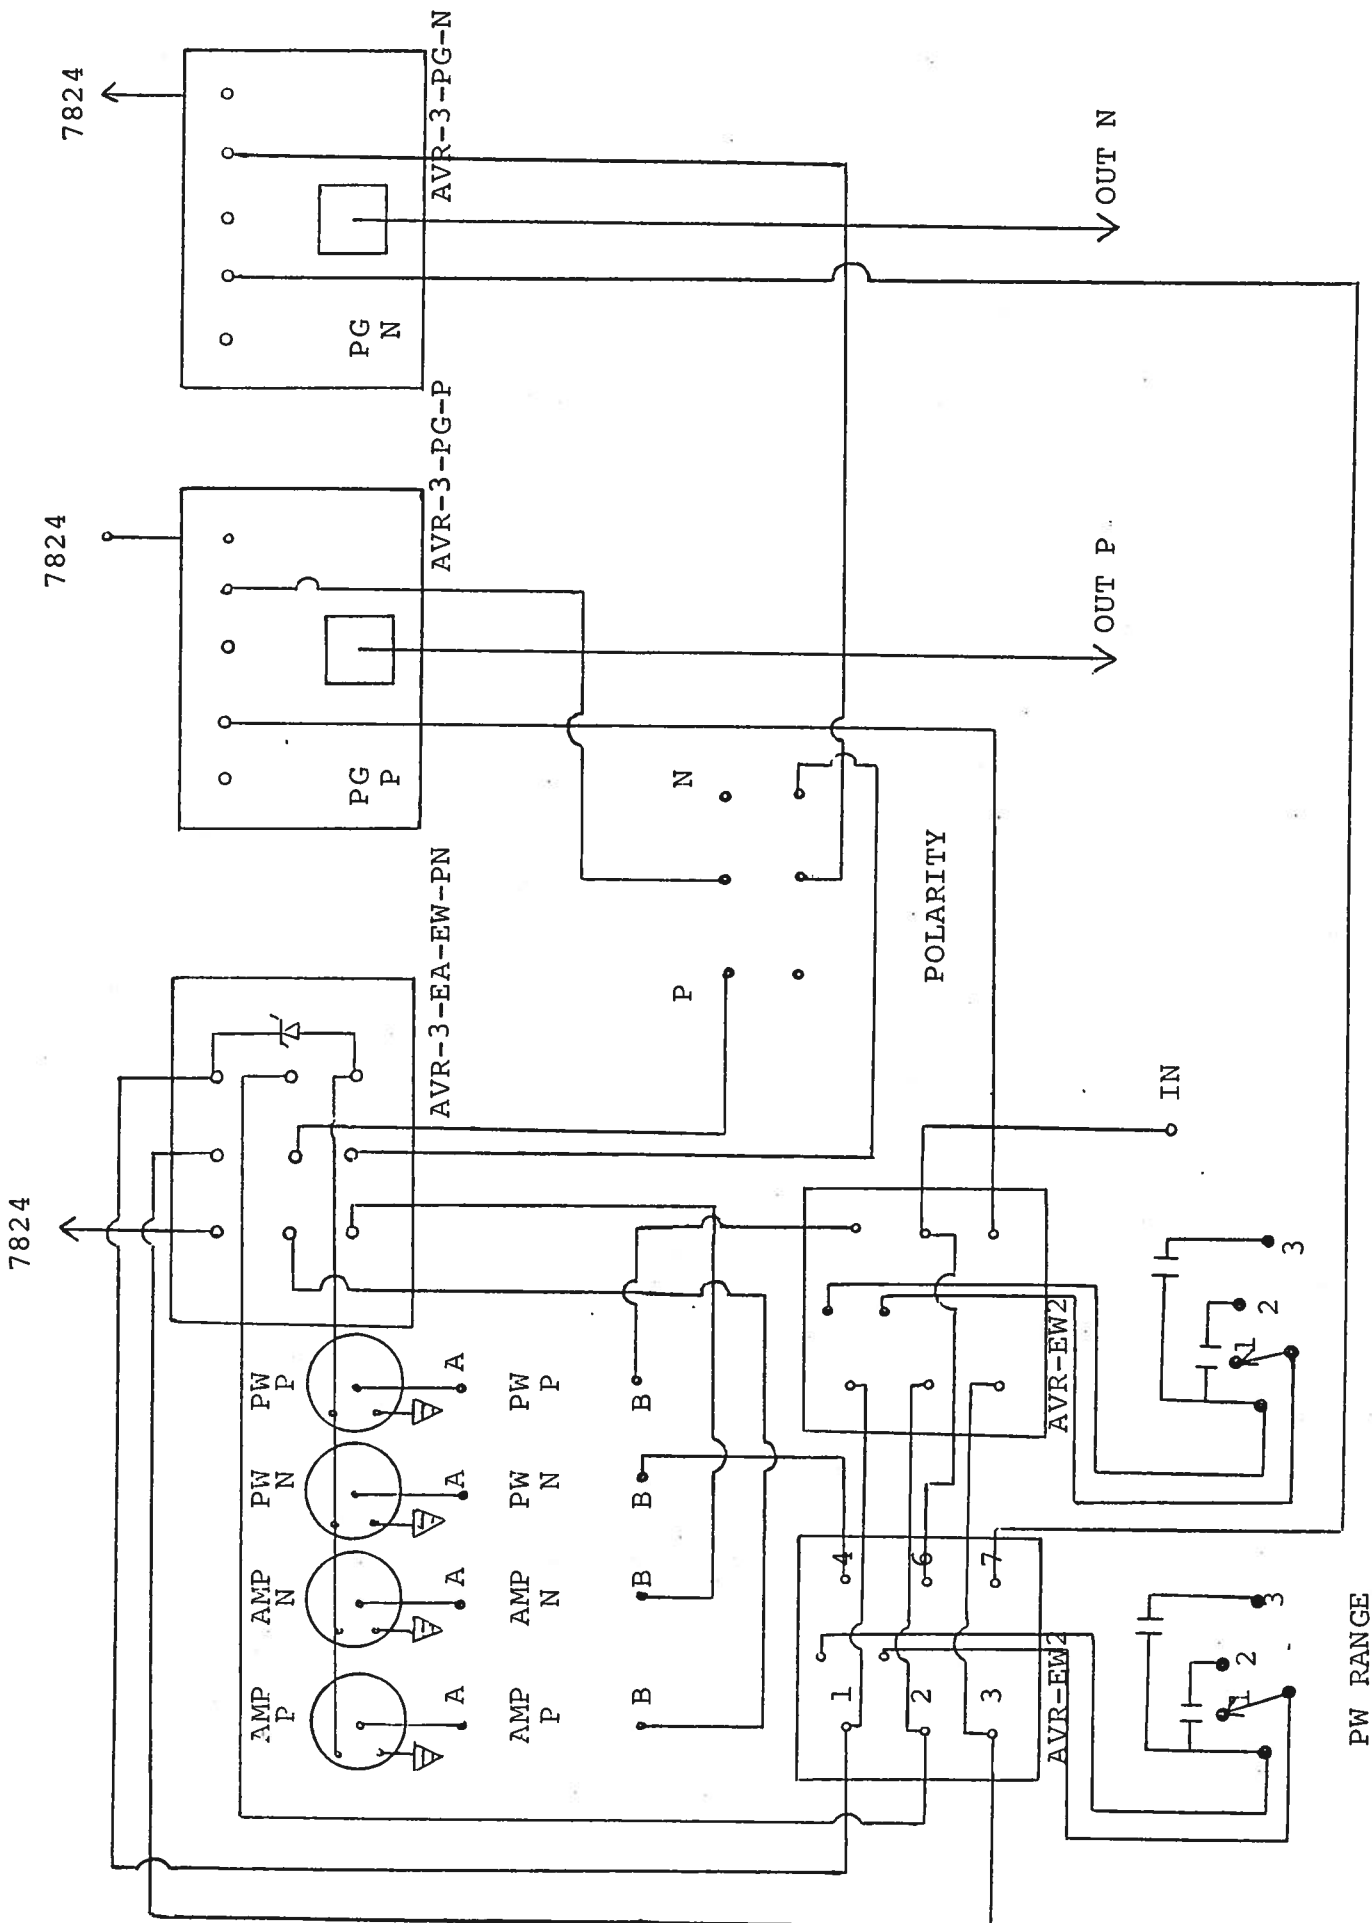 7824
AVR-3-EA-EW-PN
7824
PG
P
AVR-3-PG-P
7824
PG
N
AVR-3-PG-N
AMP
P
AMP
N
PW
N
PW
P
A
A
A
A
AMP
P
AMP
N
PW
N
PW
P
B
B
B
B
P
N
POLARITY
OUT P
OUT N
1
2
3
4
6
7
AVR-EW2
AVR-EW2
IN
1
2
3
1
2
3
PW RANGE